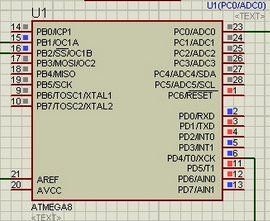 U1(PC0/ADC0)
<TEXT>
U1
14 PB0/ICP1 PC0/ADC0 23
15 PB1/OC1A PC1/ADC1 24
16 PB2/SS/OC1B PC2/ADC2 25
17 PB3/MOSI/OC2 PC3/ADC3 26
18 PB4/MISO PC4/ADC4/SDA 27
19 PB5/SCK PC5/ADC5/SCL 28
9 PB6/TOSC1/XTAL1 PC6/RESET 1
10 PB7/TOSC2/XTAL2
PD0/RXD 2
PD1/TXD 3
PD2/INT0 4
PD3/INT1 5
PD4/T0/XCK 6
21 AREF PD5/T1 11
20 AVCC PD6/AIN0 12
PD7/AIN1 13
ATMEGA8
<TEXT>